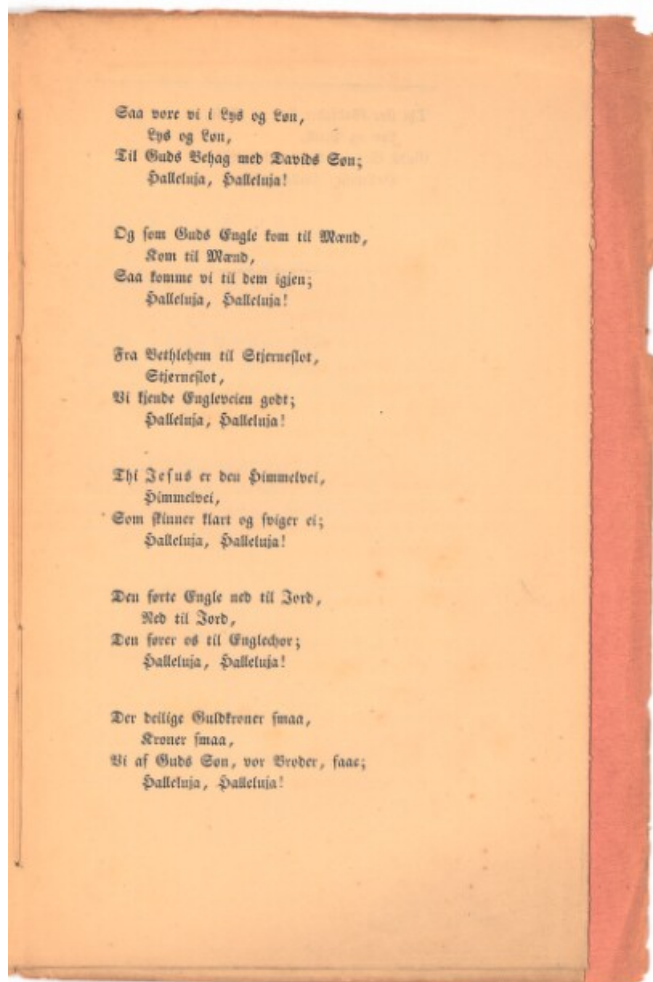 Saa vore vi i Lys og Løn,
Lys og Løn,
Til Guds Behag med Davids Søn;
Halleluja, Halleluja!
Og som Guds Engle kom til Mænd,
Kom til Mænd,
Saa komme vi til dem igjen;
Halleluja, Halleluja!
Fra Bethlehem til Stjerneslot,
Stjerneslot,
Vi kjende Engleveien godt;
Halleluja, Halleluja!
Thi Jesus er den Himmelvei,
Himmelvei,
Som skinner klart og sviger ei;
Halleluja, Halleluja!
Den førte Engle ned til Jord,
Ned til Jord,
Den fører os til Englechor;
Halleluja, Halleluja!
Der deilige Guldkroner smaa,
Kroner smaa,
Vi af Guds Søn, vor Broder, faae;
Halleluja, Halleluja!